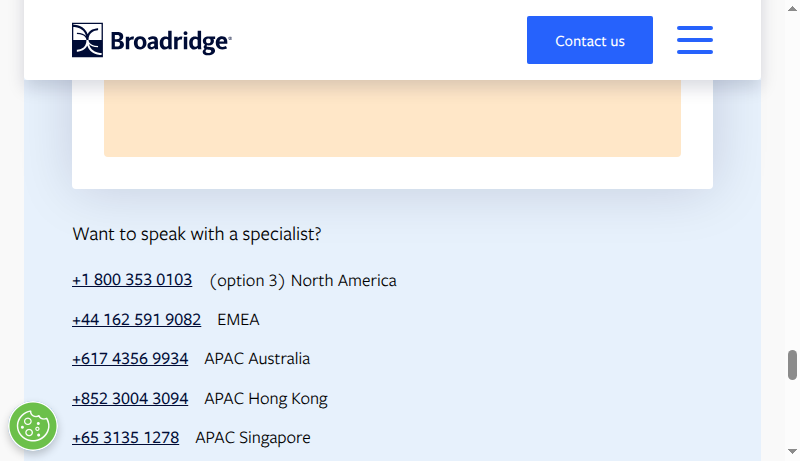 Broadridge®
Contact us
Want to speak with a specialist?
+1 800 353 0103 (option 3) North America
+44 162 591 9082 EMEA
+617 4356 9934 APAC Australia
+852 3004 3094 APAC Hong Kong
+65 3135 1278 APAC Singapore